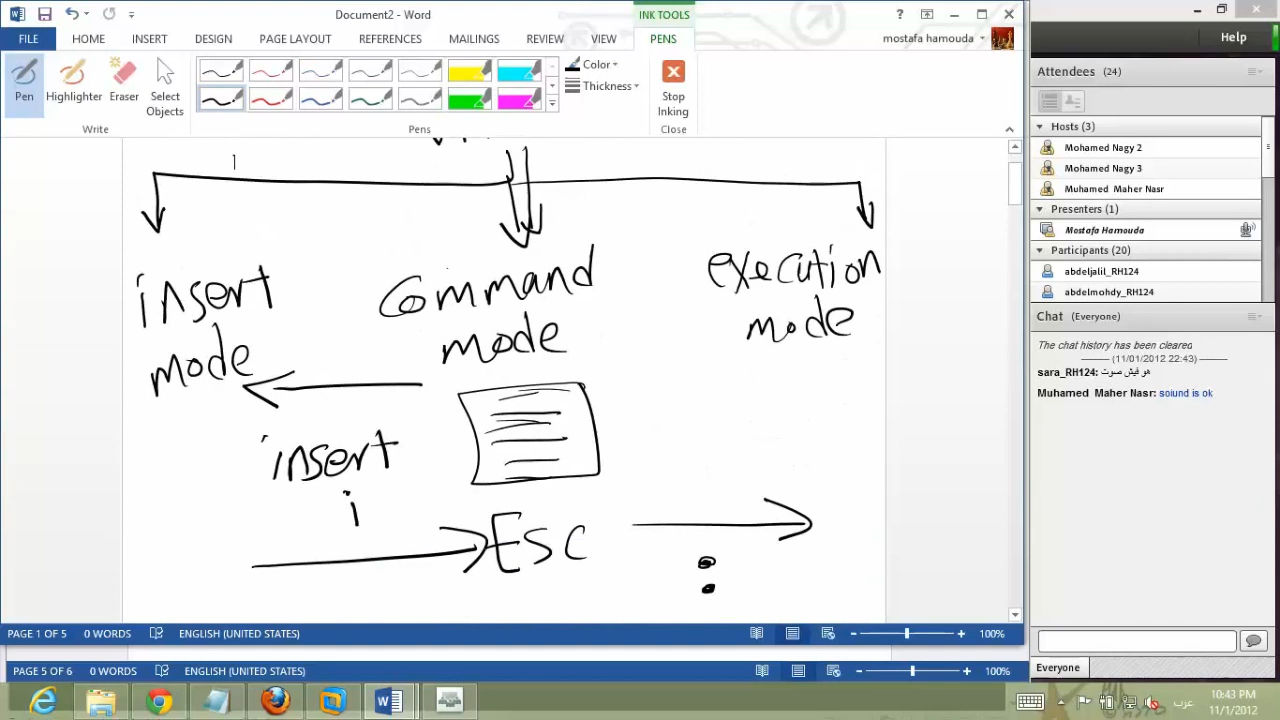 Document2 - Word
INK TOOLS
Help
FILE
HOME
INSERT
DESIGN
PAGE LAYOUT
REFERENCES
MAILINGS
REVIEW
VIEW
PENS
mostafa hamouda
Pen
Highlighter
Eraser
Select Objects
Color
Thickness
Stop Inking
Write
Pens
Close
insert mode
Command mode
execution mode
insert
i
Esc
:
PAGE 1 OF 5
0 WORDS
ENGLISH (UNITED STATES)
100%
PAGE 5 OF 6
0 WORDS
ENGLISH (UNITED STATES)
100%
Attendees (24)
Hosts (3)
Mohamed Nagy 2
Mohamed Nagy 3
Muhamed Maher Nasr
Presenters (1)
Mostafa Hamouda
Participants (20)
abdeljalil_RH124
abdelmohdy_RH124
Chat (Everyone)
The chat history has been cleared
(11/01/2012 22:43)
sara_RH124: هو فيش صوت
Muhamed Maher Nasr: soiund is ok
Everyone
عرب
10:43 PM
11/1/2012